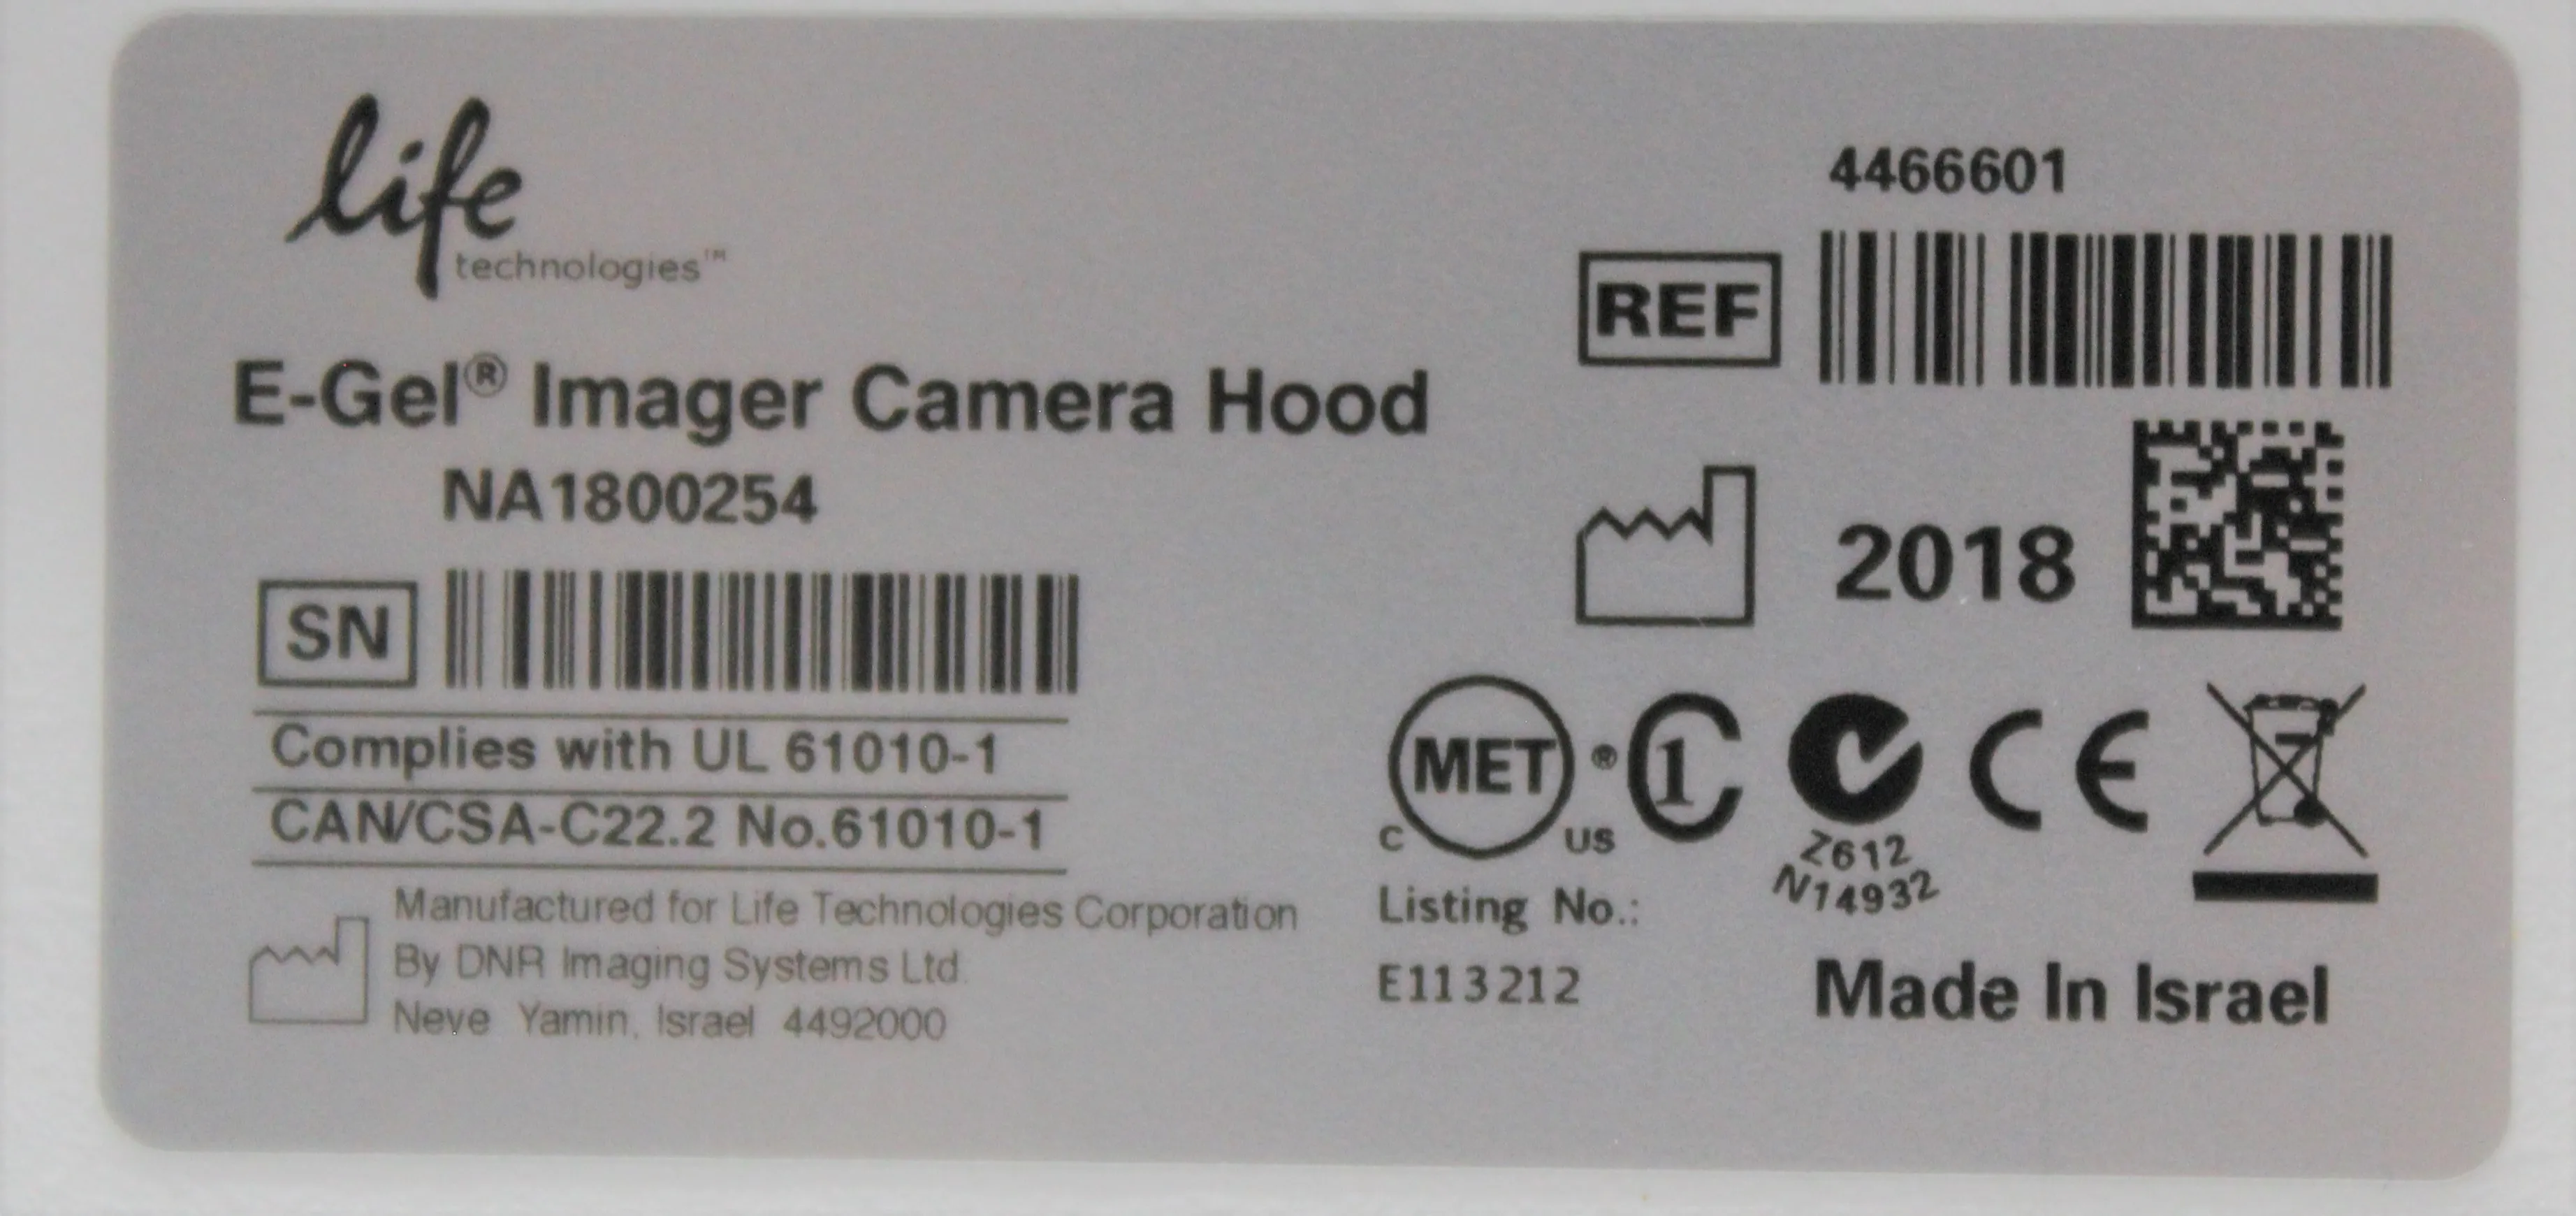 life
technologies™
E-Gel® Imager Camera Hood
NA1800254
SN
Complies with UL 61010-1
CAN/CSA-C22.2 No.61010-1
Manufactured for Life Technologies Corporation
By DNR Imaging Systems Ltd.
Neve Yamin, Israel 4492000
4466601
REF
2018
MET ®
C US
1
CE
Z612
N14932
Listing No.:
E113212
Made In Israel